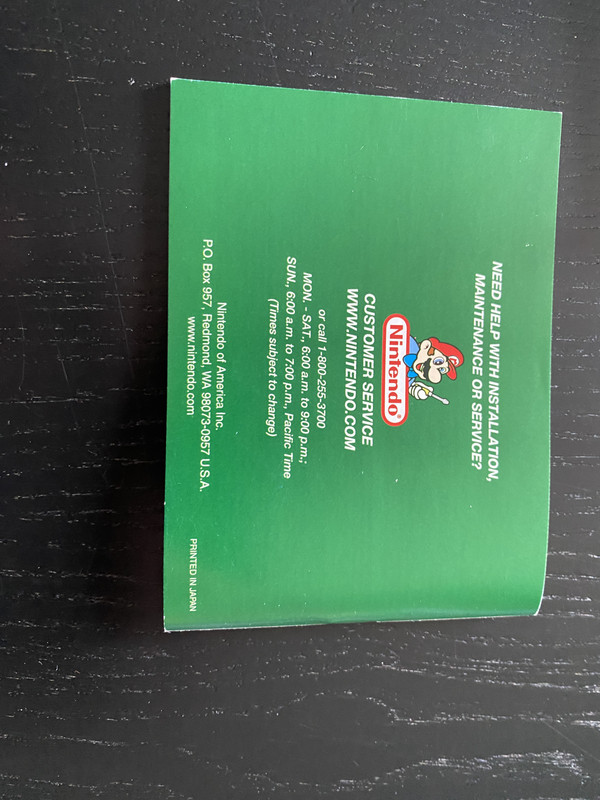 NEED HELP WITH INSTALLATION,
MAINTENANCE OR SERVICE?
Nintendo®
CUSTOMER SERVICE
WWW.NINTENDO.COM
or call 1-800-255-3700
MON. - SAT., 6:00 a.m. to 9:00 p.m.;
SUN., 6:00 a.m. to 7:00 p.m., Pacific Time
(Times subject to change)
Nintendo of America Inc.
P.O. Box 957, Redmond, WA 98073-0957 U.S.A.
www.nintendo.com
PRINTED IN JAPAN